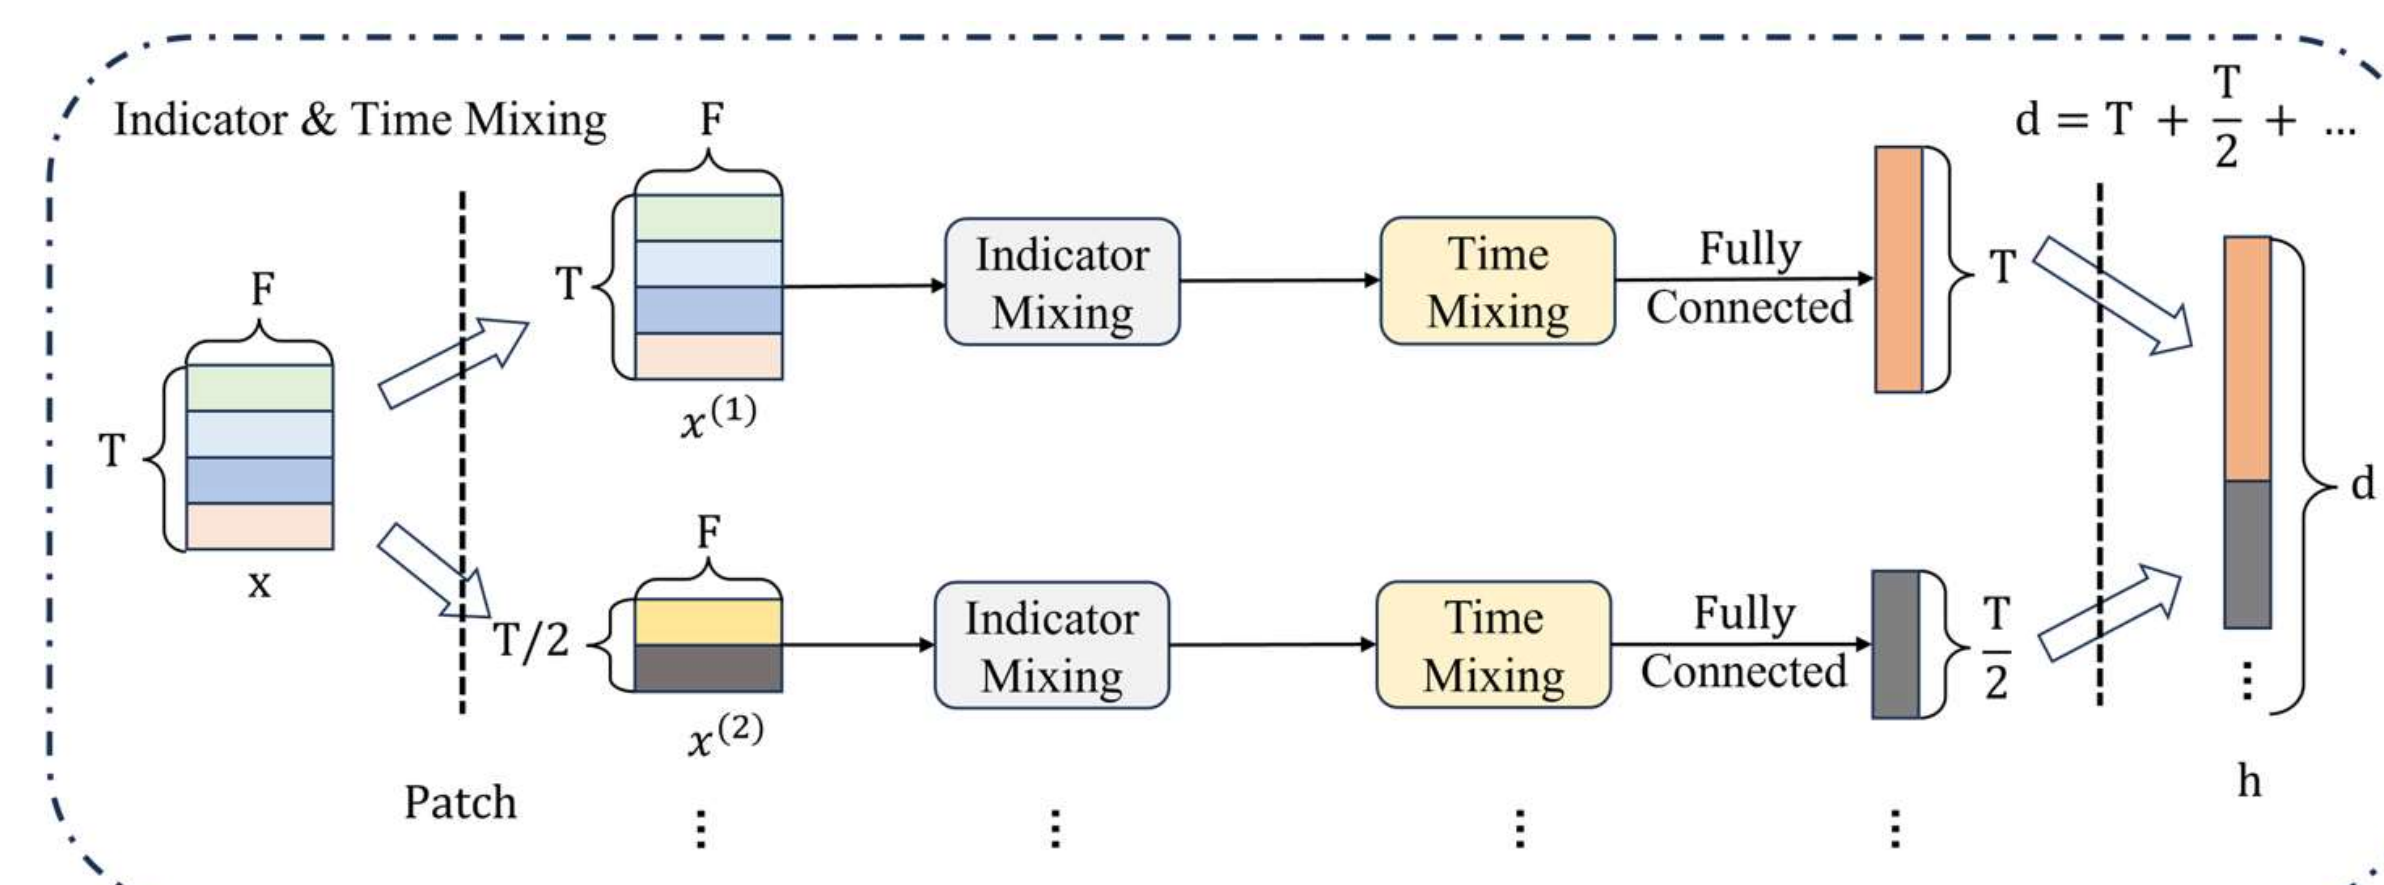 Indicator & Time Mixing
F
T
x
Patch
F
T
x⁽¹⁾
Indicator
Mixing
Time
Mixing
Fully
Connected
T
F
T/2
x⁽²⁾
Indicator
Mixing
Time
Mixing
Fully
Connected
T
2
⋮
⋮
⋮
⋮
d = T + T/2 + ...
d
⋮
h